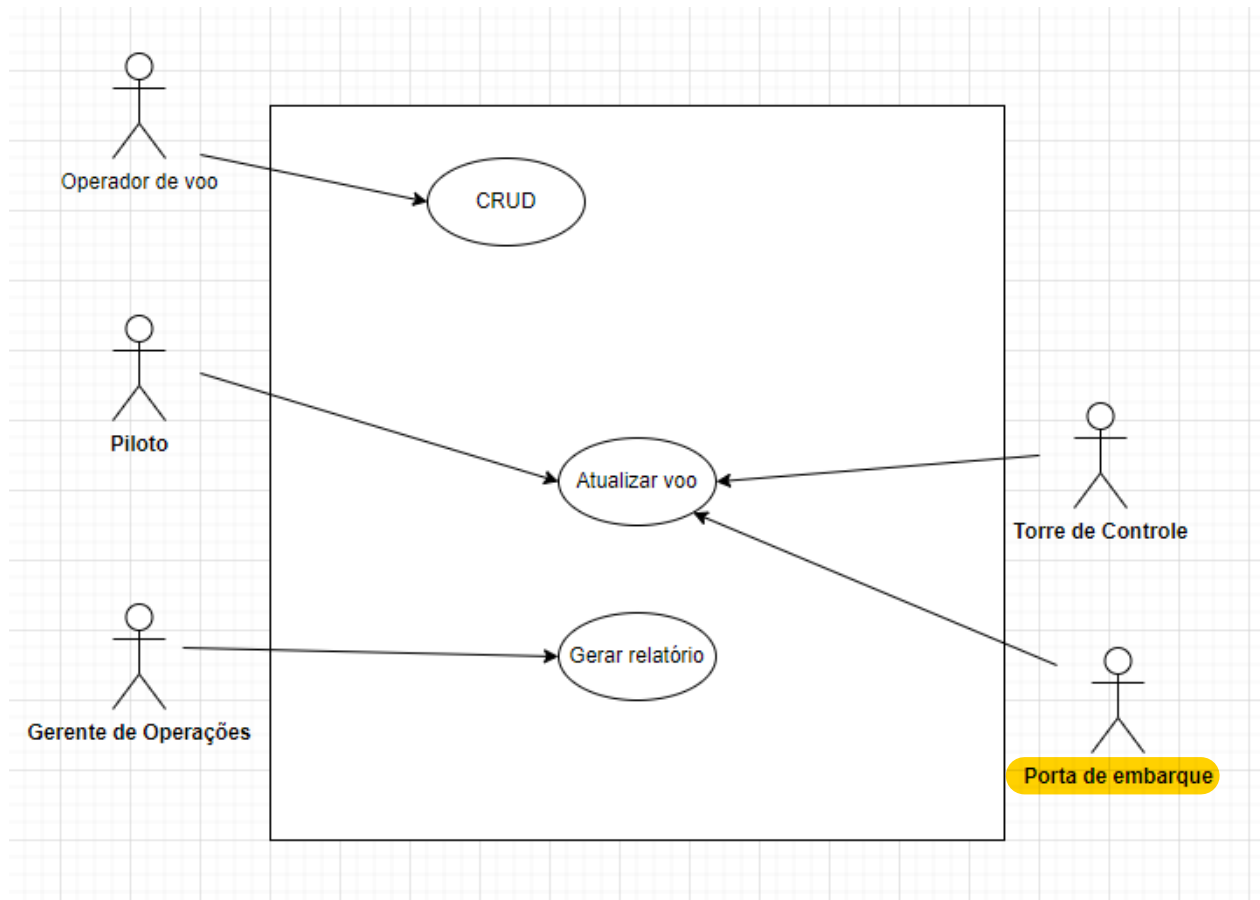 Operador de voo
CRUD
Piloto
Atualizar voo
Torre de Controle
Gerar relatório
Gerente de Operações
Porta de embarque